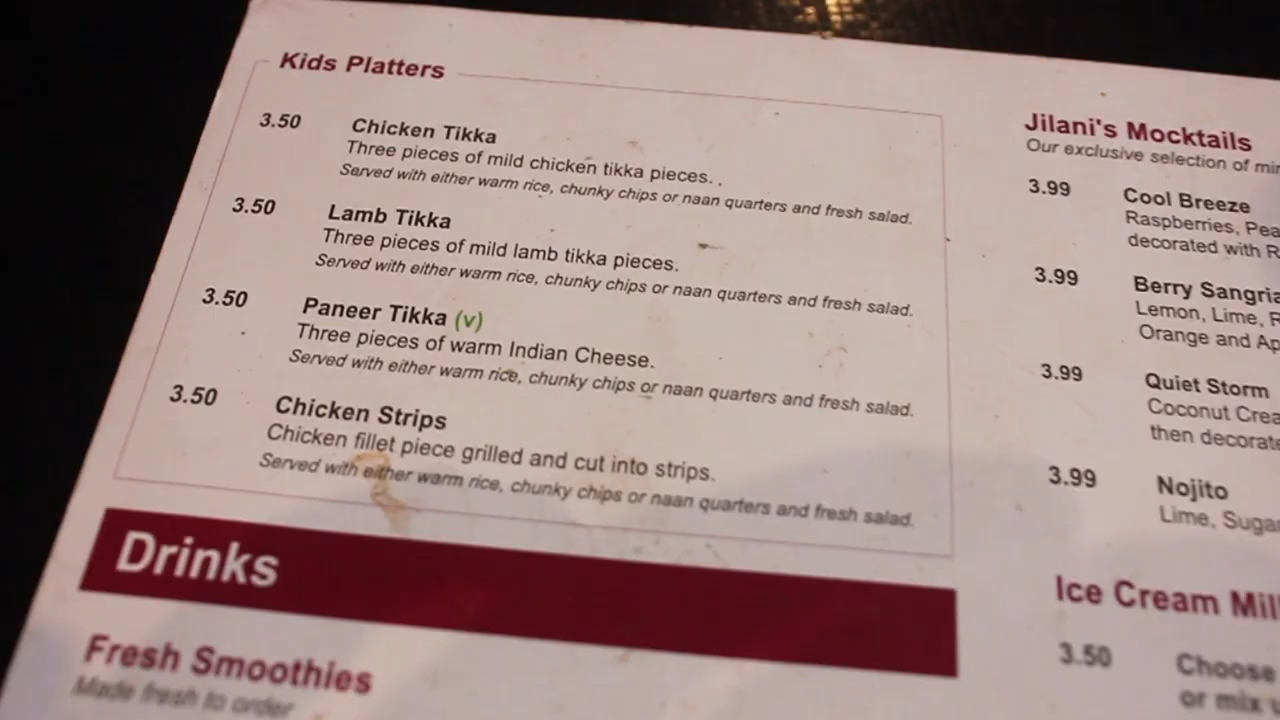 Kids Platters
3.50 Chicken Tikka
Three pieces of mild chicken tikka pieces. .
Served with either warm rice, chunky chips or naan quarters and fresh salad.
3.50 Lamb Tikka
Three pieces of mild lamb tikka pieces.
Served with either warm rice, chunky chips or naan quarters and fresh salad.
3.50 Paneer Tikka (v)
Three pieces of warm Indian Cheese.
Served with either warm rice, chunky chips or naan quarters and fresh salad.
3.50 Chicken Strips
Chicken fillet piece grilled and cut into strips.
Served with either warm rice, chunky chips or naan quarters and fresh salad.
Drinks
Fresh Smoothies
Made fresh to order
Jilani's Mocktails
Our exclusive selection of
3.99 Cool Breeze
Raspberries,
decorated with
3.99 Berry Sangria
Lemon, Lime,
Orange and
3.99 Quiet Storm
Coconut
then
3.99 Nojito
Lime,
Ice Cream
3.50 Choose
or mix